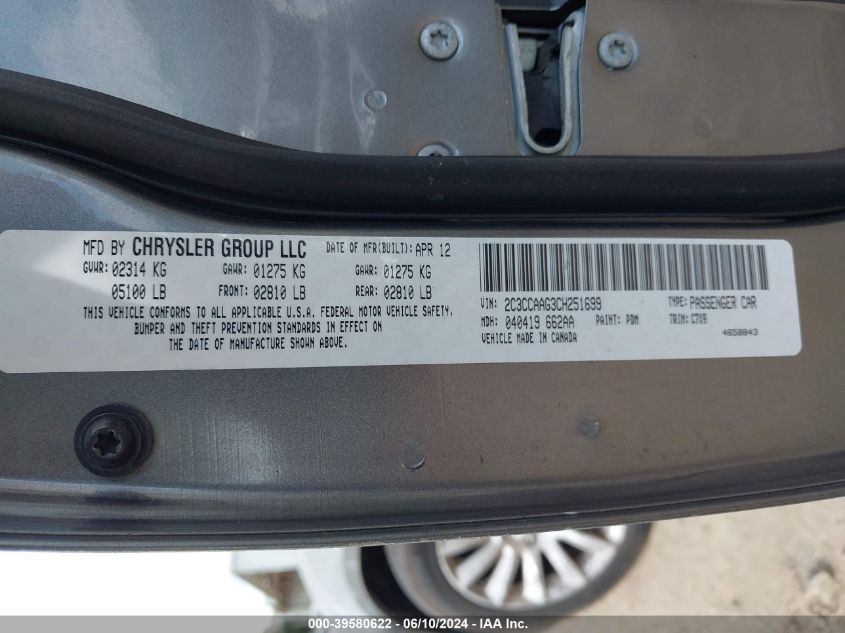 MFD BY CHRYSLER GROUP LLC DATE OF MFR(BUILT): APR 12
GVWR: 02314 KG GAWR: 01275 KG GAWR: 01275 KG
05100 LB FRONT: 02810 LB REAR: 02810 LB
THIS VEHICLE CONFORMS TO ALL APPLICABLE U.S.A. FEDERAL MOTOR VEHICLE SAFETY,
BUMPER AND THEFT PREVENTION STANDARDS IN EFFECT ON
THE DATE OF MANUFACTURE SHOWN ABOVE.
VIN: 2C3CCAAG3CH251699 TYPE: PASSENGER CAR
MDH: 040419 662AA PAINT: PDM TRIM: C7X9
VEHICLE MADE IN CANADA 4658843
000-39580622 - 06/10/2024 - IAA Inc.